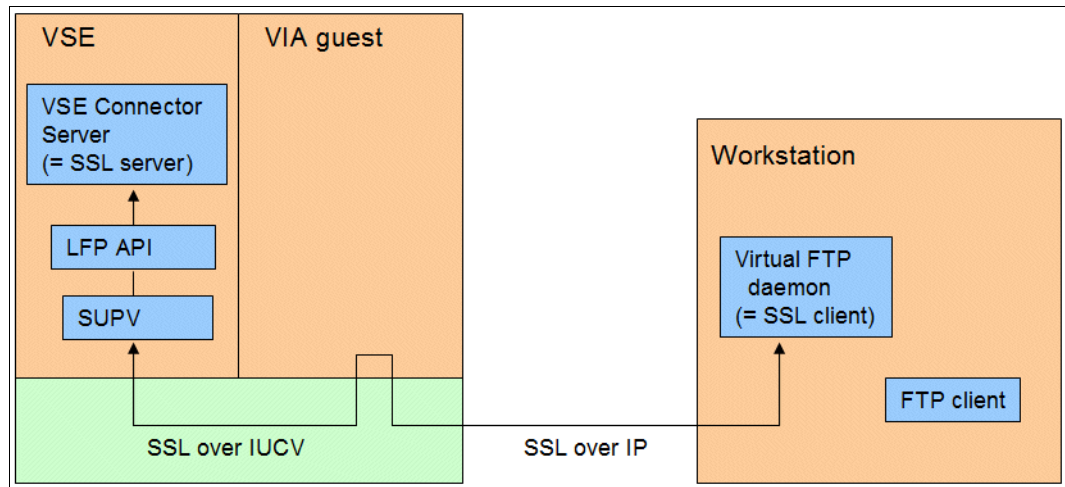 VSE
VIA guest
VSE Connector
Server
(= SSL server)
LFP API
SUPV
SSL over IUCV
SSL over IP
Workstation
Virtual FTP
daemon
(= SSL client)
FTP client